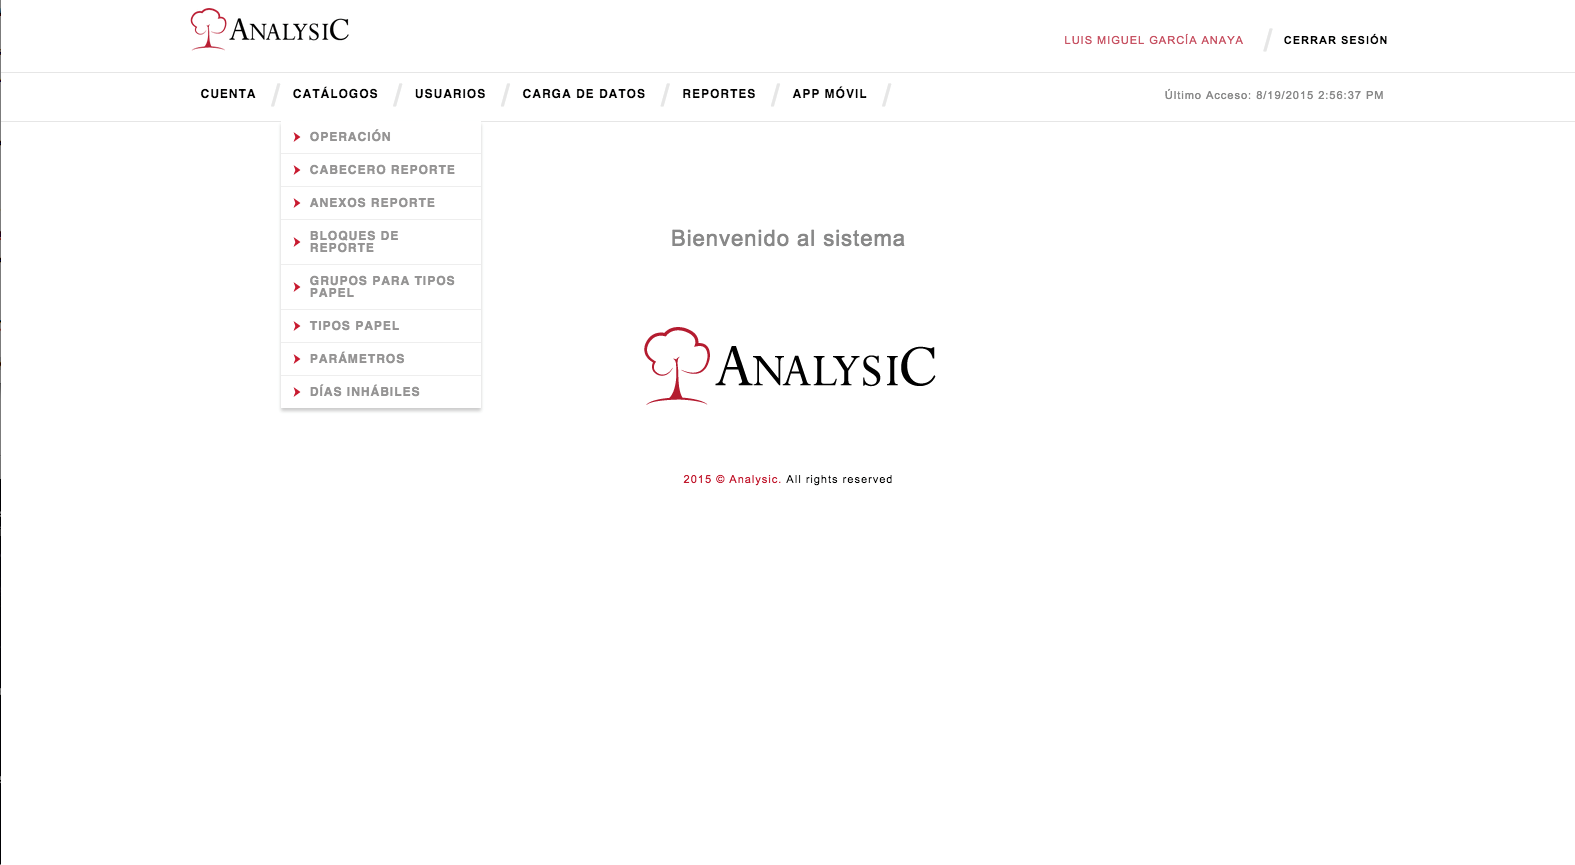 ANALYSIC
LUIS MIGUEL GARCÍA ANAYA
CERRAR SESIÓN
CUENTA
CATÁLOGOS
USUARIOS
CARGA DE DATOS
REPORTES
APP MÓVIL
Último Acceso: 8/19/2015 2:56:37 PM
OPERACIÓN
CABECERO REPORTE
ANEXOS REPORTE
BLOQUES DE
REPORTE
GRUPOS PARA TIPOS
PAPEL
TIPOS PAPEL
PARÁMETROS
DÍAS INHÁBILES
Bienvenido al sistema
ANALYSIC
2015 © Analysic. All rights reserved